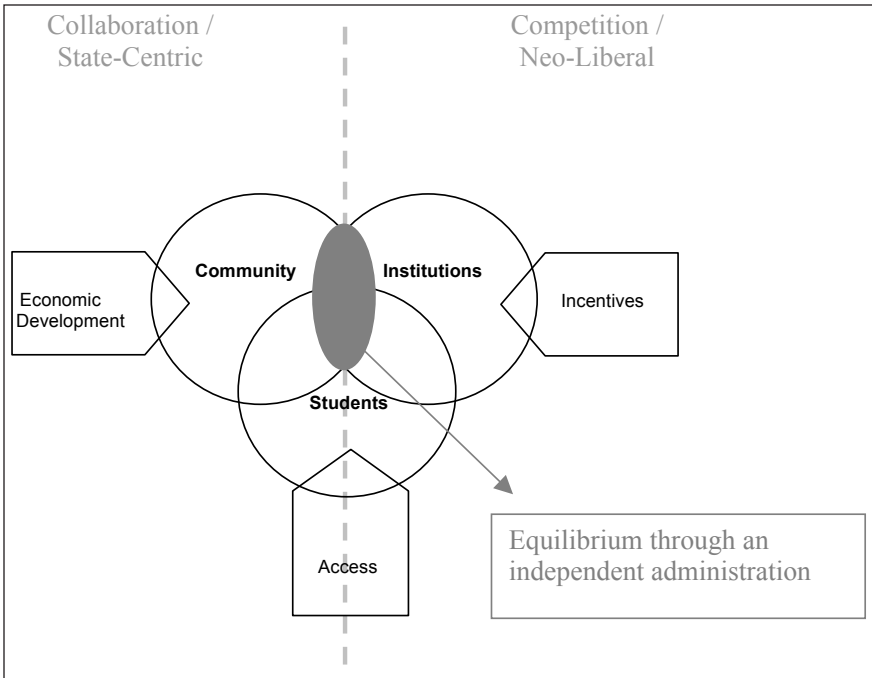 Collaboration /
State-Centric
Competition /
Neo-Liberal
Community
Institutions
Economic
Development
Incentives
Students
Access
Equilibrium through an
independent administration